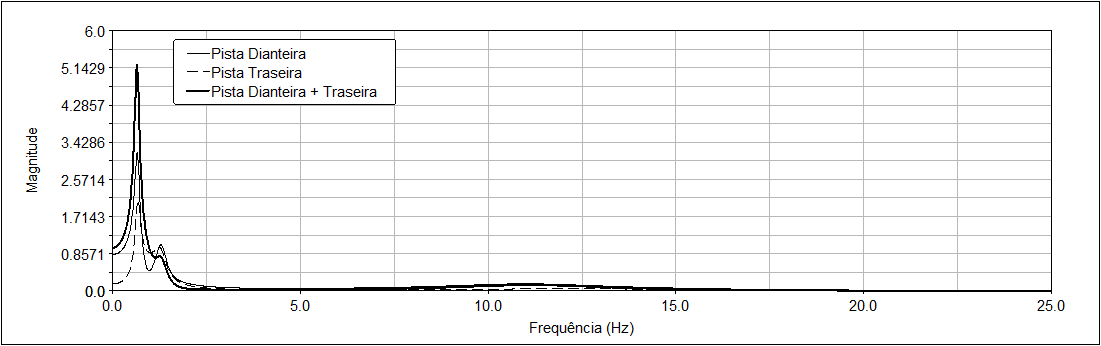 6.0
5.1429
4.2857
3.4286
2.5714
1.7143
0.8571
0.0
Magnitude
Pista Dianteira
Pista Traseira
Pista Dianteira + Traseira
0.0 5.0 10.0 15.0 20.0 25.0
Frequência (Hz)